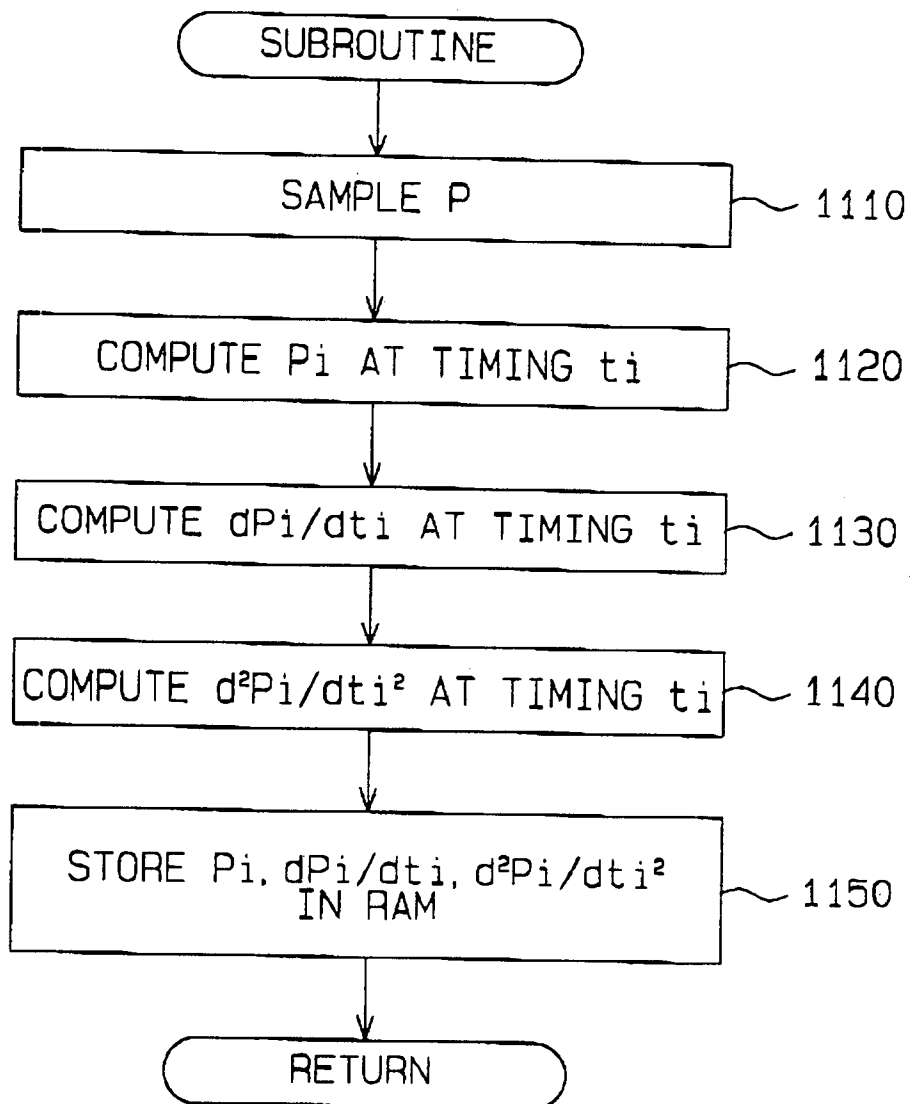 SUBROUTINE
SAMPLE P
1110
COMPUTE Pi AT TIMING ti
1120
COMPUTE dPi/dti AT TIMING ti
1130
COMPUTE d²Pi/dti² AT TIMING ti
1140
STORE Pi, dPi/dti, d²Pi/dti²
IN RAM
1150
RETURN